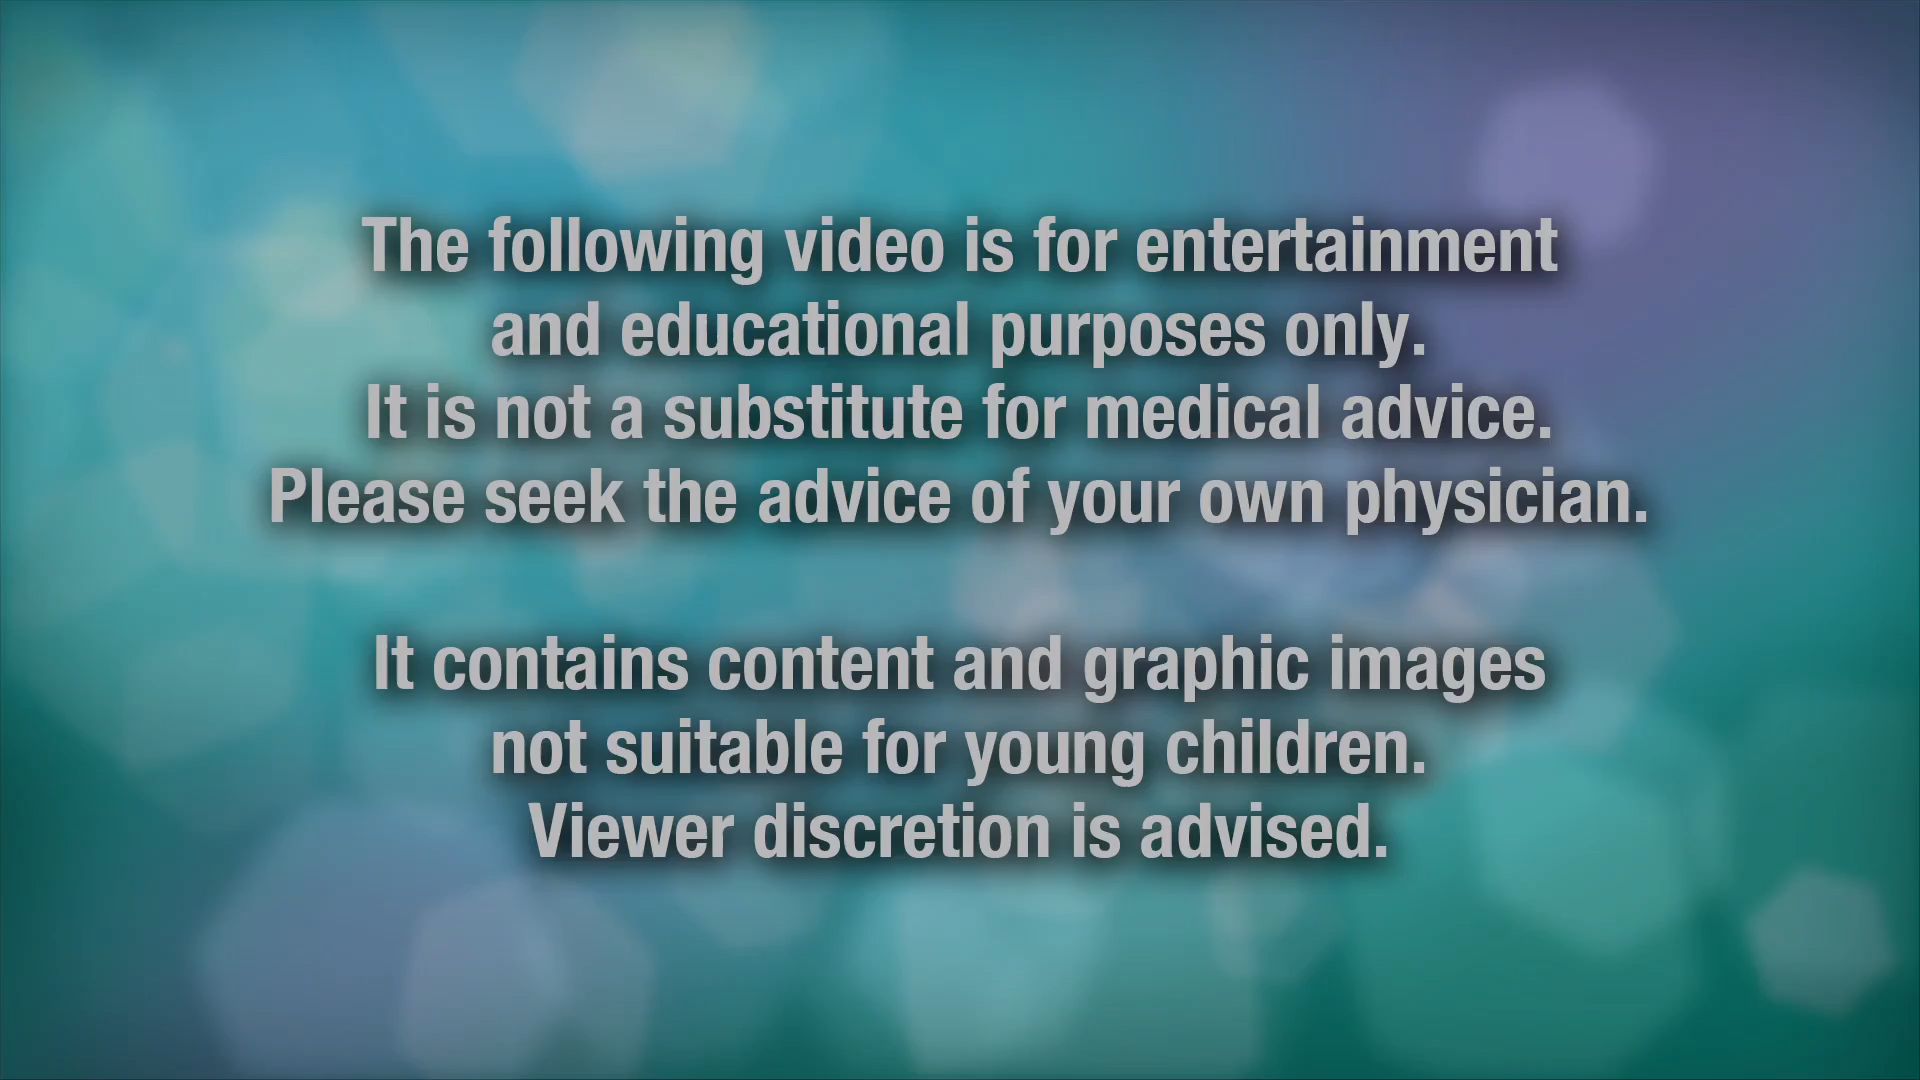 The following video is for entertainment
and educational purposes only.
It is not a substitute for medical advice.
Please seek the advice of your own physician.
It contains content and graphic images
not suitable for young children.
Viewer discretion is advised.